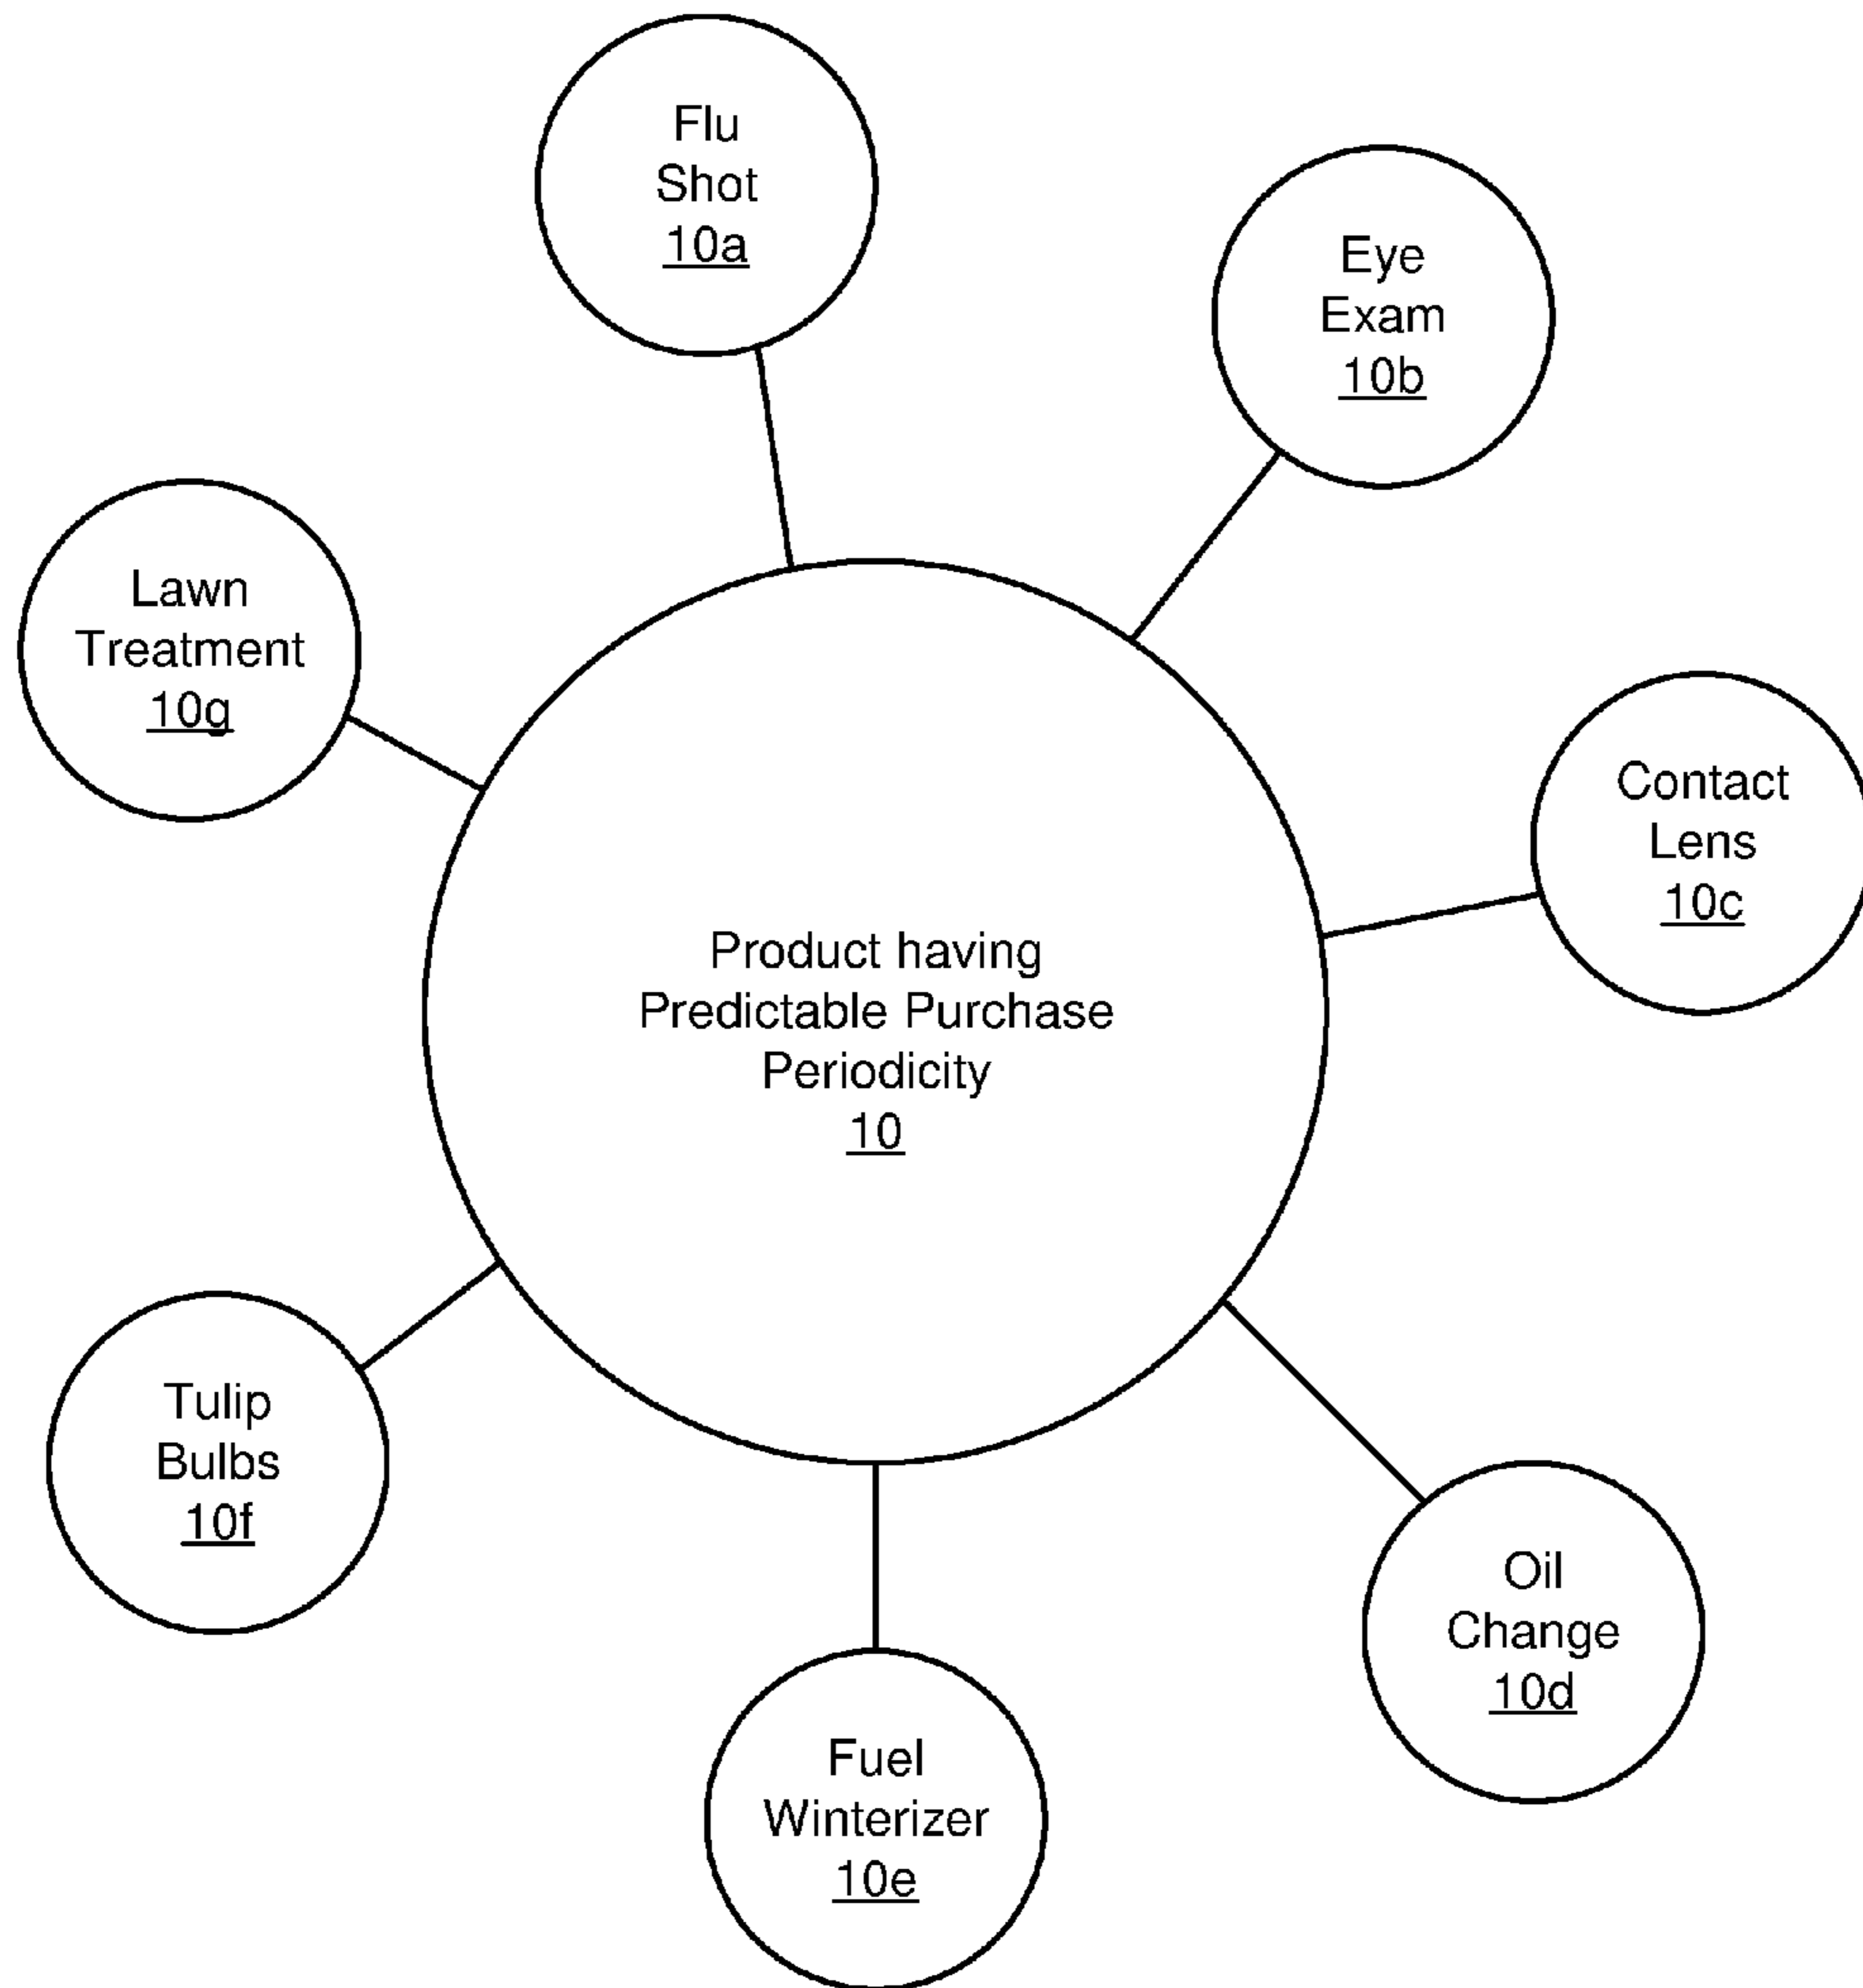 Flu
Shot
10a
Eye
Exam
10b
Contact
Lens
10c
Oil
Change
10d
Fuel
Winterizer
10e
Tulip
Bulbs
10f
Lawn
Treatment
10g
Product having
Predictable Purchase
Periodicity
10